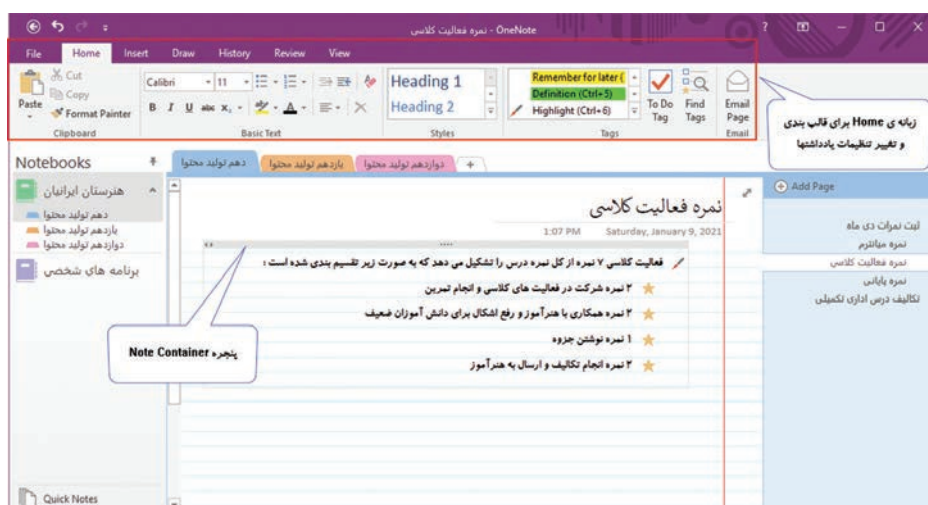 نمره فعالیت کلاسی - OneNote
?
File Home Insert Draw History Review View
Paste
Cut
Copy
Format Painter
Clipboard
Calibri 11
B I U abc X₂ A
Basic Text
Heading 1
Heading 2
Styles
Remember for later (
Definition (Ctrl+5)
Highlight (Ctrl+6)
To Do Tag
Find Tags
Tags
Email Page
Email
زبانه ی Home برای قالب بندی
و تغییر تنظیمات یادداشتها
Notebooks
دهم تولید محتوا
یازدهم تولید محتوا
دوازدهم تولید محتوا
+
هنرستان ایرانیان
دهم تولید محتوا
یازدهم تولید محتوا
دوازدهم تولید محتوا
برنامه های شخصی
Quick Notes
نمره فعالیت کلاسی
1:07 PM Saturday, January 9, 2021
فعالیت کلاسی ۷ نمره از کل نمره درس را تشکیل می دهد که به صورت زیر تقسیم بندی شده است :
۲ نمره شرکت در فعالیت های کلاسی و انجام تمرین
۲ نمره همکاری با هنرآموز و رفع اشکال برای دانش آموزان ضعیف
۱ نمره نوشتن جزوه
۲ نمره انجام تکالیف و ارسال به هنرآموز
پنجره Note Container
Add Page
ثبت نمرات دی ماه
نمره میانترم
نمره فعالیت کلاسی
نمره پایانی
تکالیف درس اداری تکمیلی